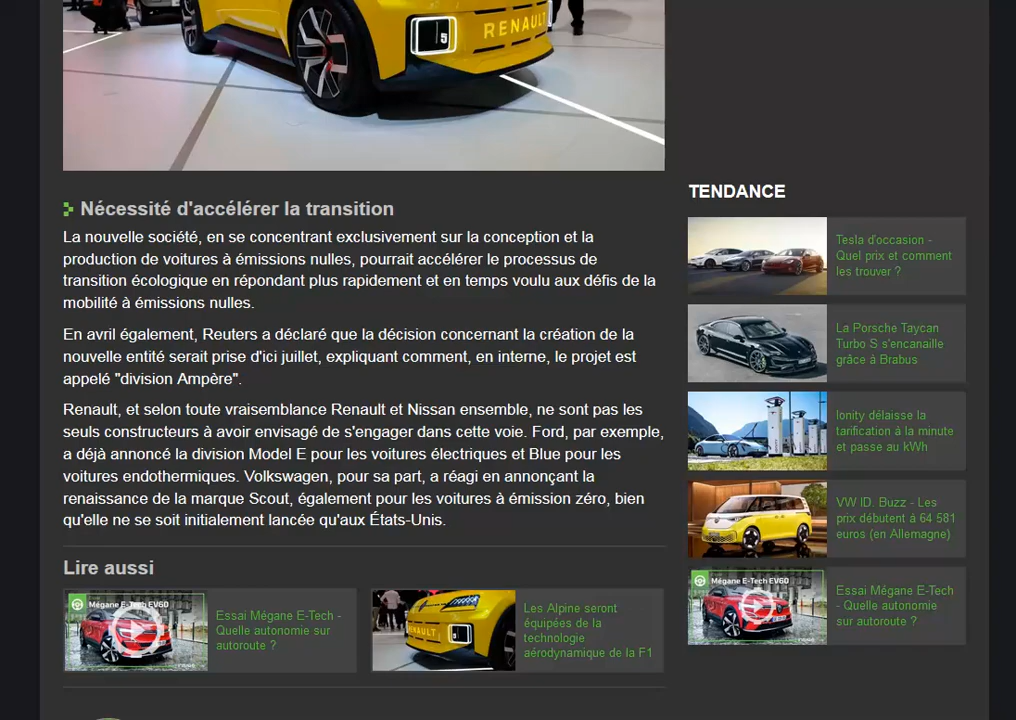 5
RENAULT
Nécessité d'accélérer la transition
La nouvelle société, en se concentrant exclusivement sur la conception et la
production de voitures à émissions nulles, pourrait accélérer le processus de
transition écologique en répondant plus rapidement et en temps voulu aux défis de la
mobilité à émissions nulles.
En avril également, Reuters a déclaré que la décision concernant la création de la
nouvelle entité serait prise d'ici juillet, expliquant comment, en interne, le projet est
appelé "division Ampère".
Renault, et selon toute vraisemblance Renault et Nissan ensemble, ne sont pas les
seuls constructeurs à avoir envisagé de s'engager dans cette voie. Ford, par exemple,
a déjà annoncé la division Model E pour les voitures électriques et Blue pour les
voitures endothermiques. Volkswagen, pour sa part, a réagi en annonçant la
renaissance de la marque Scout, également pour les voitures à émission zéro, bien
qu'elle ne se soit initialement lancée qu'aux États-Unis.
Lire aussi
Mégane E-Tech EV60
Essai Mégane E-Tech -
Quelle autonomie sur
autoroute ?
RENAULT
Les Alpine seront
équipées de la
technologie
aérodynamique de la F1
TENDANCE
Tesla d'occasion -
Quel prix et comment
les trouver ?
La Porsche Taycan
Turbo S s'encanaille
grâce à Brabus
Ionity délaisse la
tarification à la minute
et passe au kWh
VW ID. Buzz - Les
prix débutent à 64 581
euros (en Allemagne)
Mégane E-Tech EV60
Essai Mégane E-Tech
- Quelle autonomie
sur autoroute ?